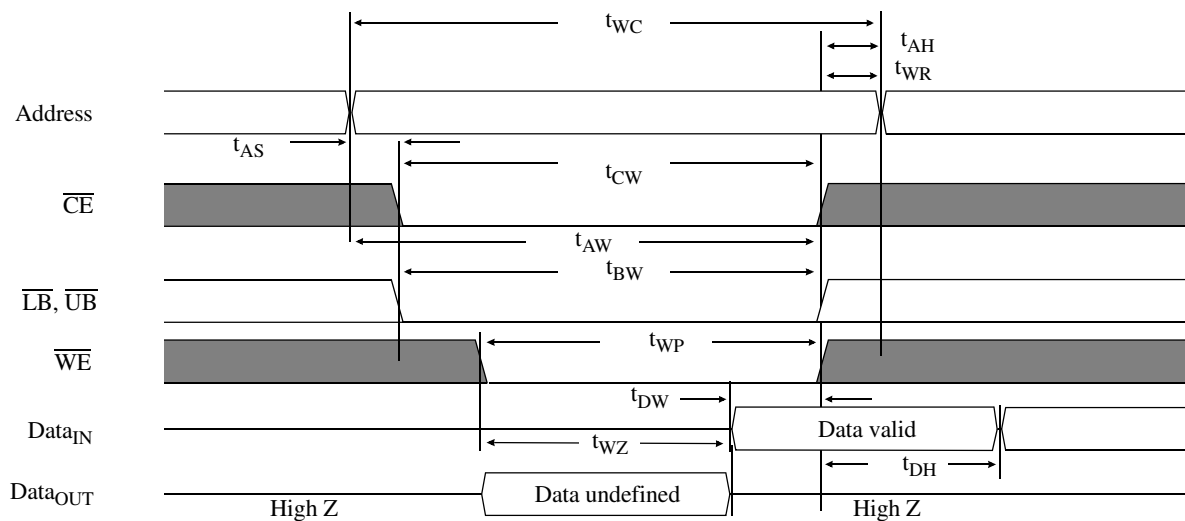 tWC
tAH
tWR
Address
tAS
tCW
CE
tAW
tBW
LB, UB
tWP
WE
tDW
DataIN
Data valid
tWZ
tDH
DataOUT
Data undefined
High Z
High Z